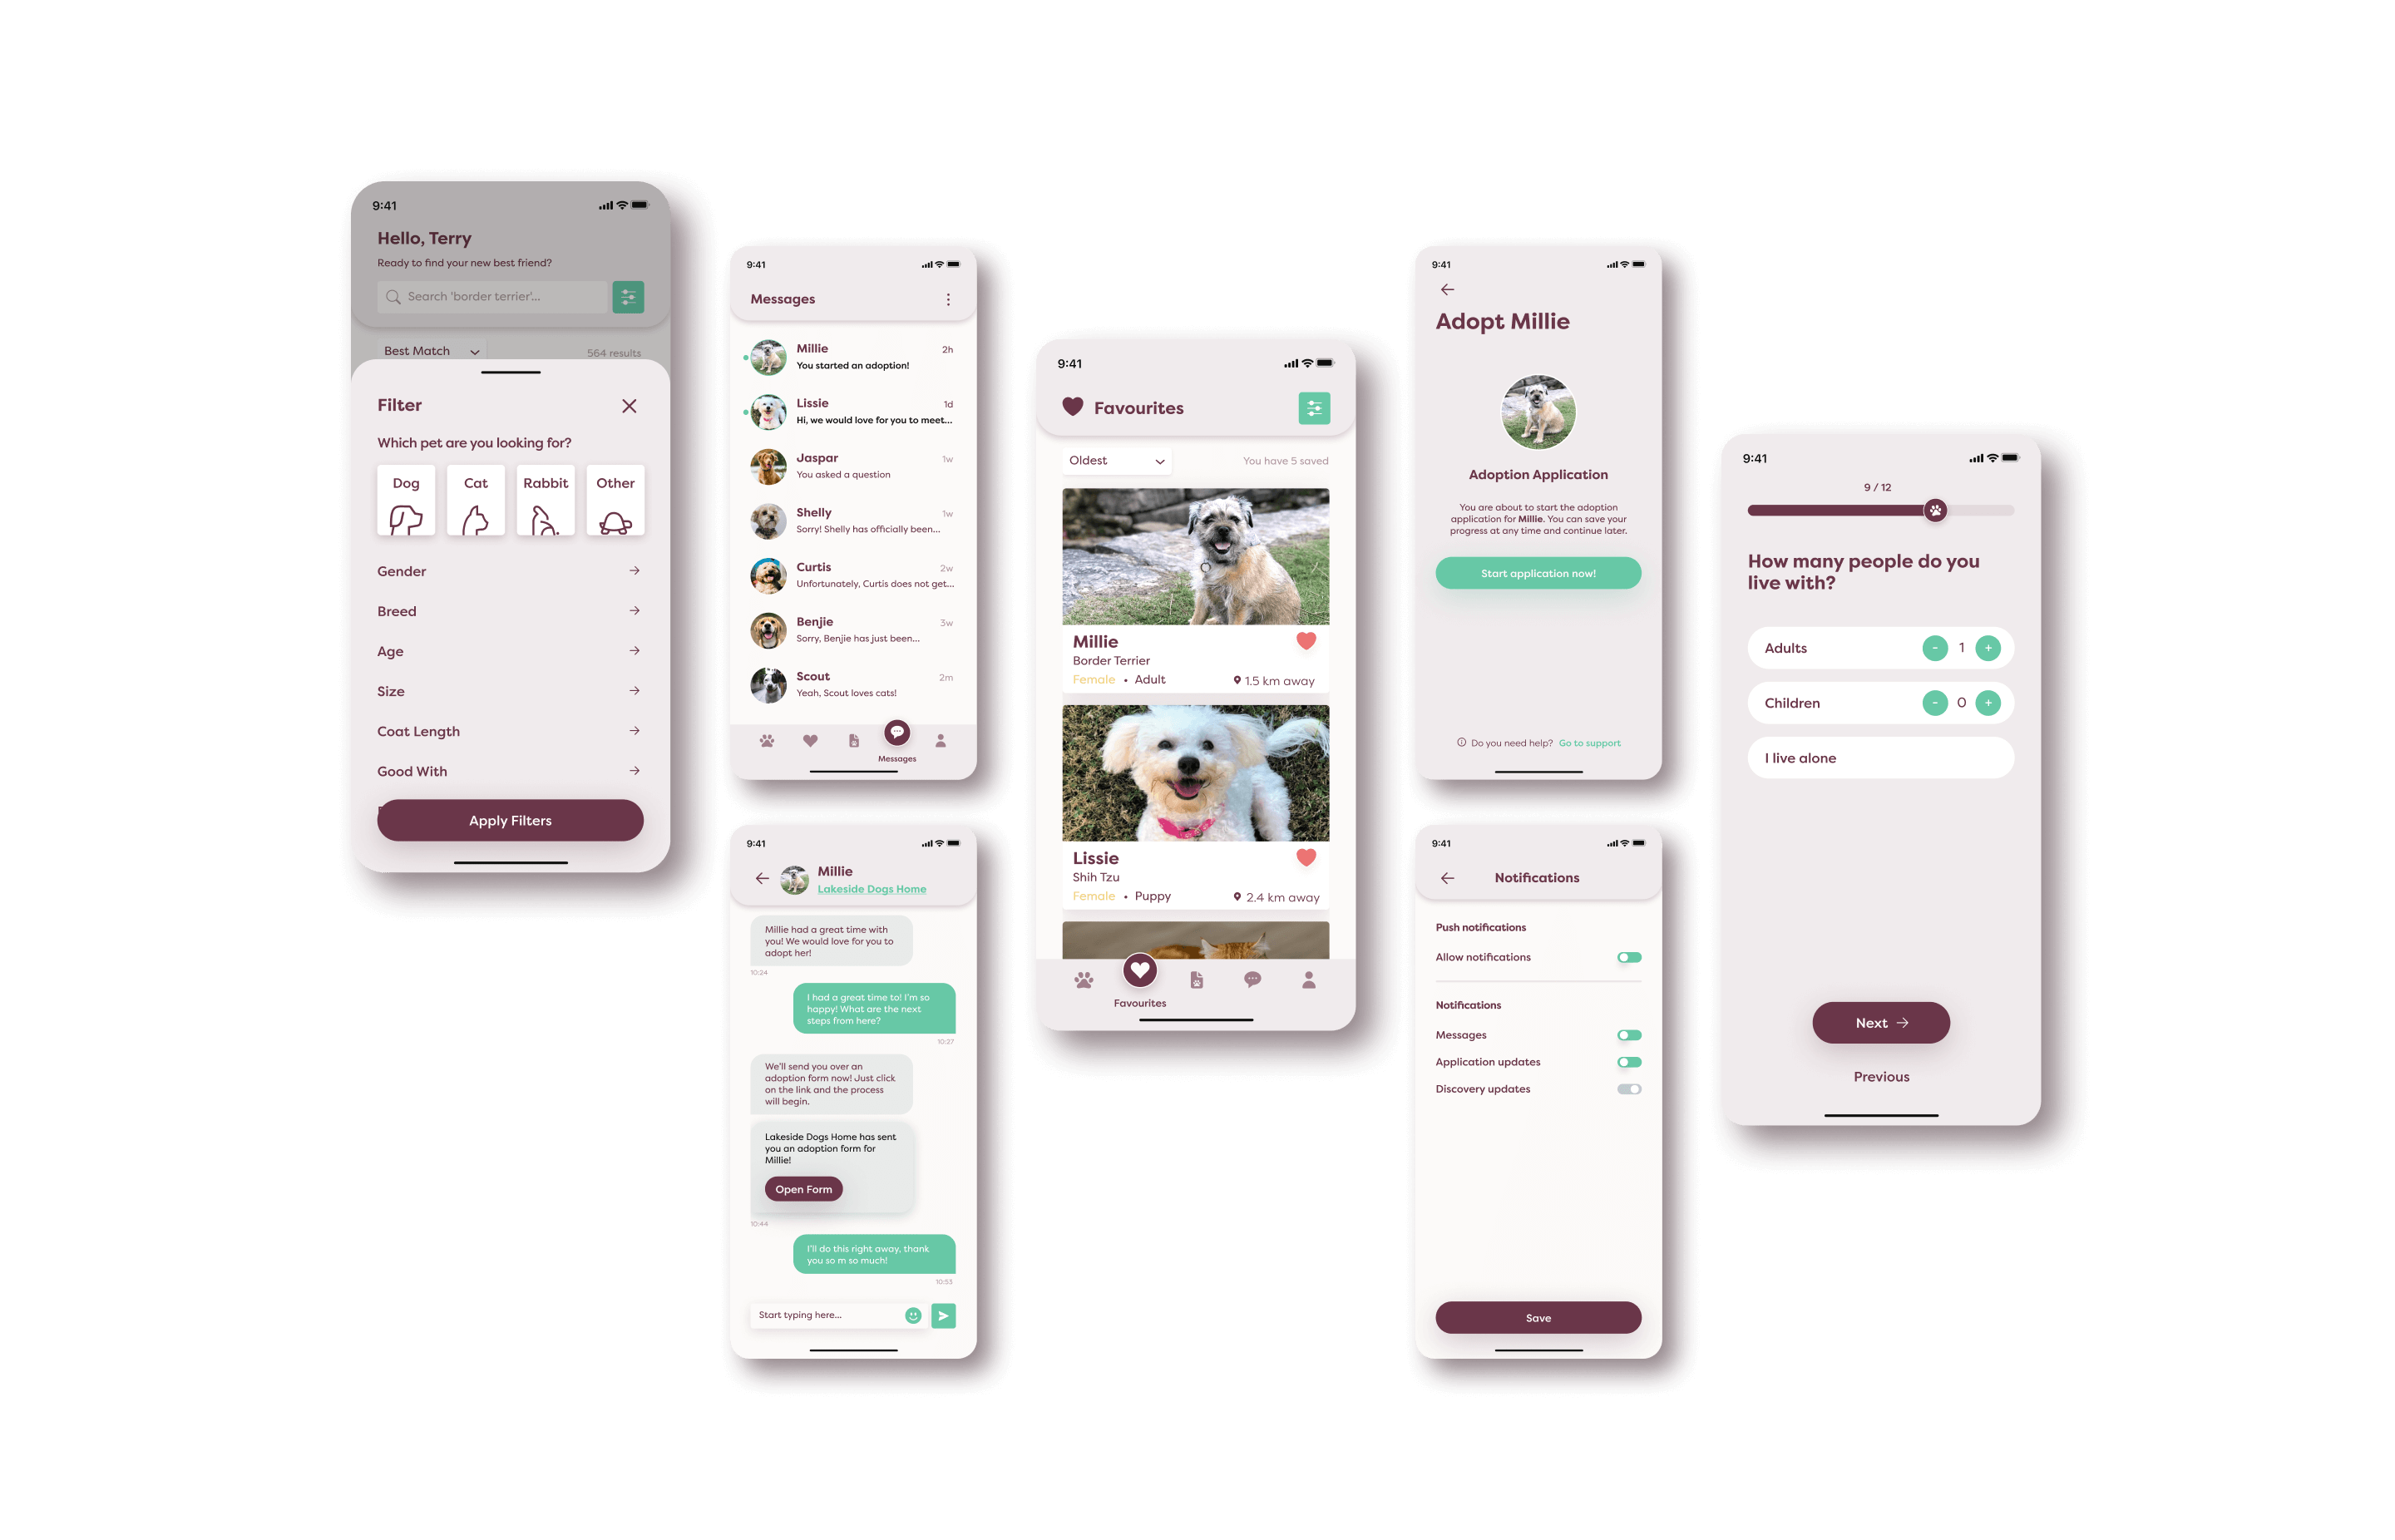 9:41
Hello, Terry
Ready to find your new best friend?
Search 'border terrier'...
Best Match
564 results
Filter
Which pet are you looking for?
Dog
Cat
Rabbit
Other
Gender
Breed
Age
Size
Coat Length
Good With
Apply Filters
9:41
Messages
Millie
2h
You started an adoption!
Lissie
1d
Hi, we would love for you to meet...
Jaspar
1w
You asked a question
Shelly
1w
Sorry! Shelly has officially been...
Curtis
2w
Unfortunately, Curtis does not get...
Benjie
3w
Sorry, Benjie has just been...
Scout
2m
Yeah, Scout loves cats!
Messages
9:41
Millie
Lakeside Dogs Home
Millie had a great time with
you! We would love for you to
adopt her!
10:24
I had a great time to! I'm so
happy! What are the next
steps from here?
10:27
We'll send you over an
adoption form now! Just click
on the link and the process
will begin.
Lakeside Dogs Home has sent
you an adoption form for
Millie!
Open Form
10:44
I'll do this right away, thank
you so m so much!
10:53
Start typing here...
9:41
Favourites
Oldest
You have 5 saved
Millie
Border Terrier
Female • Adult
1.5 km away
Lissie
Shih Tzu
Female • Puppy
2.4 km away
Favourites
9:41
Adopt Millie
Adoption Application
You are about to start the adoption
application for Millie. You can save your
progress at any time and continue later.
Start application now!
Do you need help? Go to support
9:41
Notifications
Push notifications
Allow notifications
Notifications
Messages
Application updates
Discovery updates
Save
9:41
9 / 12
How many people do you
live with?
Adults
- 1 +
Children
- 0 +
I live alone
Next →
Previous